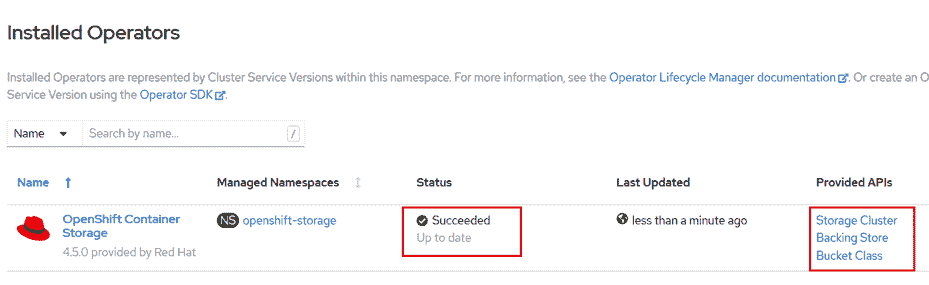 Installed Operators
Installed Operators are represented by Cluster Service Versions within this namespace. For more information, see the Operator Lifecycle Manager documentation. Or create an O
Service Version using the Operator SDK.
Name
Search by name...
/
Name Managed Namespaces Status Last Updated Provided APIs
OpenShift Container Storage
4.5.0 provided by Red Hat
NS openshift-storage
Succeeded
Up to date
less than a minute ago
Storage Cluster
Backing Store
Bucket Class